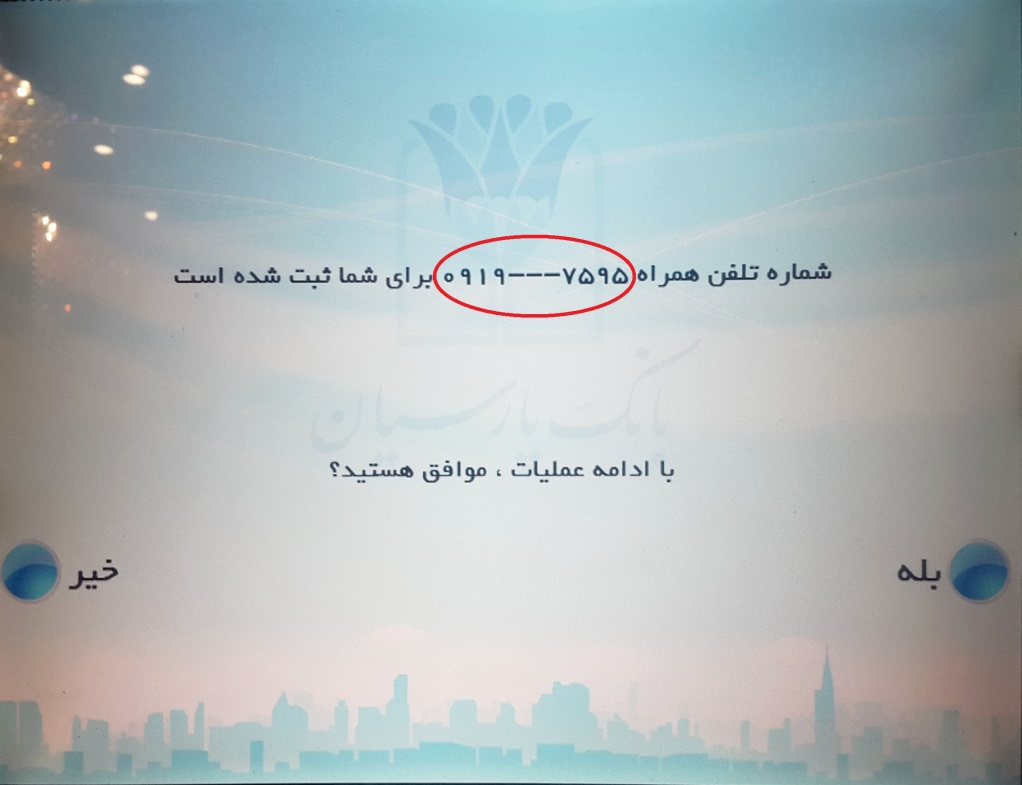 بانک پارسیان
شماره تلفن همراه ۰۹۱۹---۷۵۹۵ برای شما ثبت شده است
با ادامه عملیات ، موافق هستید؟
بله
خیر